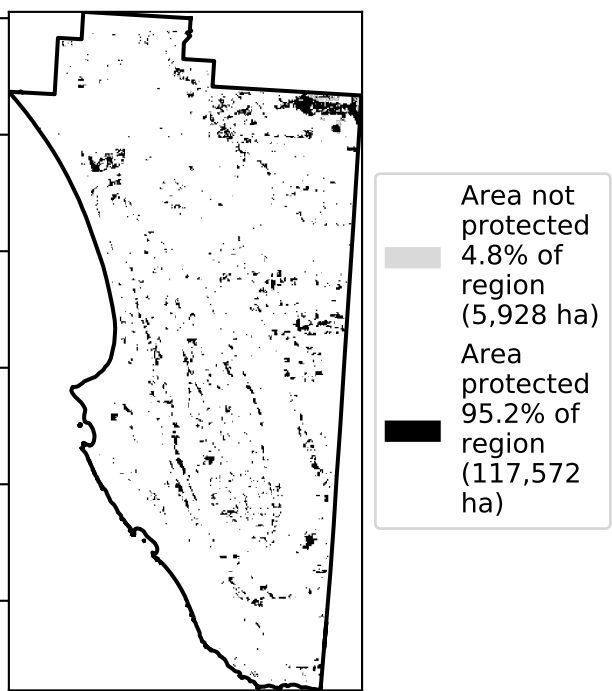 Area not
protected
4.8% of
region
(5,928 ha)
Area
protected
95.2% of
region
(117,572
ha)